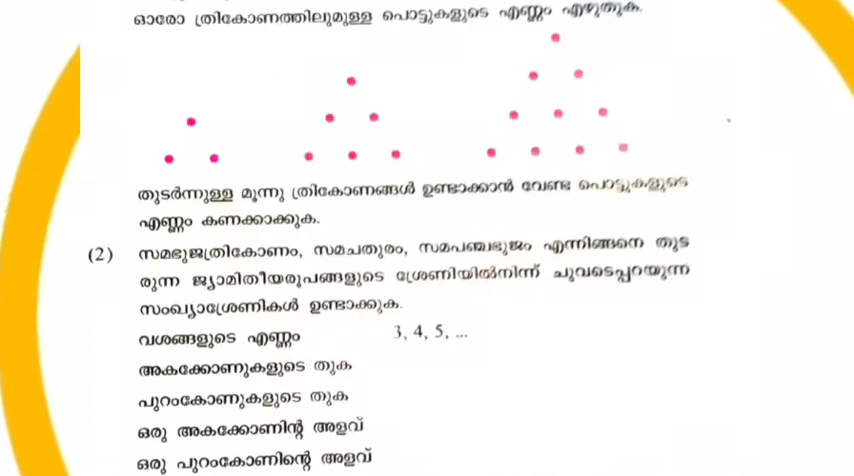 ഓരോ ത്രികോണത്തിലുമുള്ള പൊട്ടുകളുടെ എണ്ണം എഴുതുക.
തുടർന്നുള്ള മൂന്നു ത്രികോണങ്ങൾ ഉണ്ടാക്കാൻ വേണ്ട പൊട്ടുകളുടെ
എണ്ണം കണക്കാക്കുക.
(2) സമഭുജത്രികോണം, സമചതുരം, സമപഞ്ചഭുജം എന്നിങ്ങനെ തുട
രുന്ന ജ്യാമിതീയരൂപങ്ങളുടെ ശ്രേണിയിൽനിന്ന് ചുവടെപ്പറയുന്ന
സംഖ്യാശ്രേണികൾ ഉണ്ടാക്കുക.
വശങ്ങളുടെ എണ്ണം 3, 4, 5, ...
അകക്കോണുകളുടെ തുക
പുറംകോണുകളുടെ തുക
ഒരു അകക്കോണിന്റ അളവ്
ഒരു പുറംകോണിന്റെ അളവ്